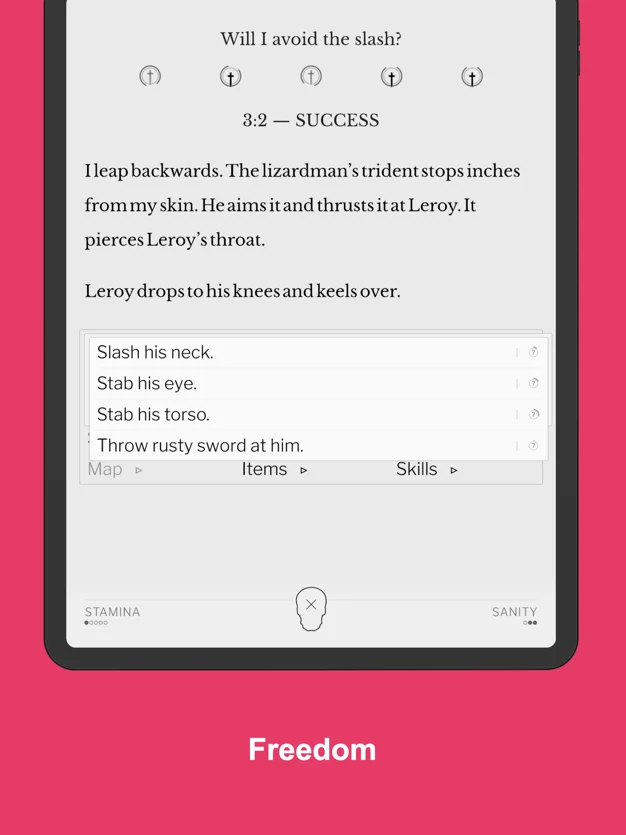 Will I avoid the slash?
3:2 — SUCCESS
I leap backwards. The lizardman’s trident stops inches
from my skin. He aims it and thrusts it at Leroy. It
pierces Leroy’s throat.
Leroy drops to his knees and keels over.
Slash his neck.
Stab his eye.
Stab his torso.
Throw rusty sword at him.
Map Items Skills
STAMINA SANITY
Freedom